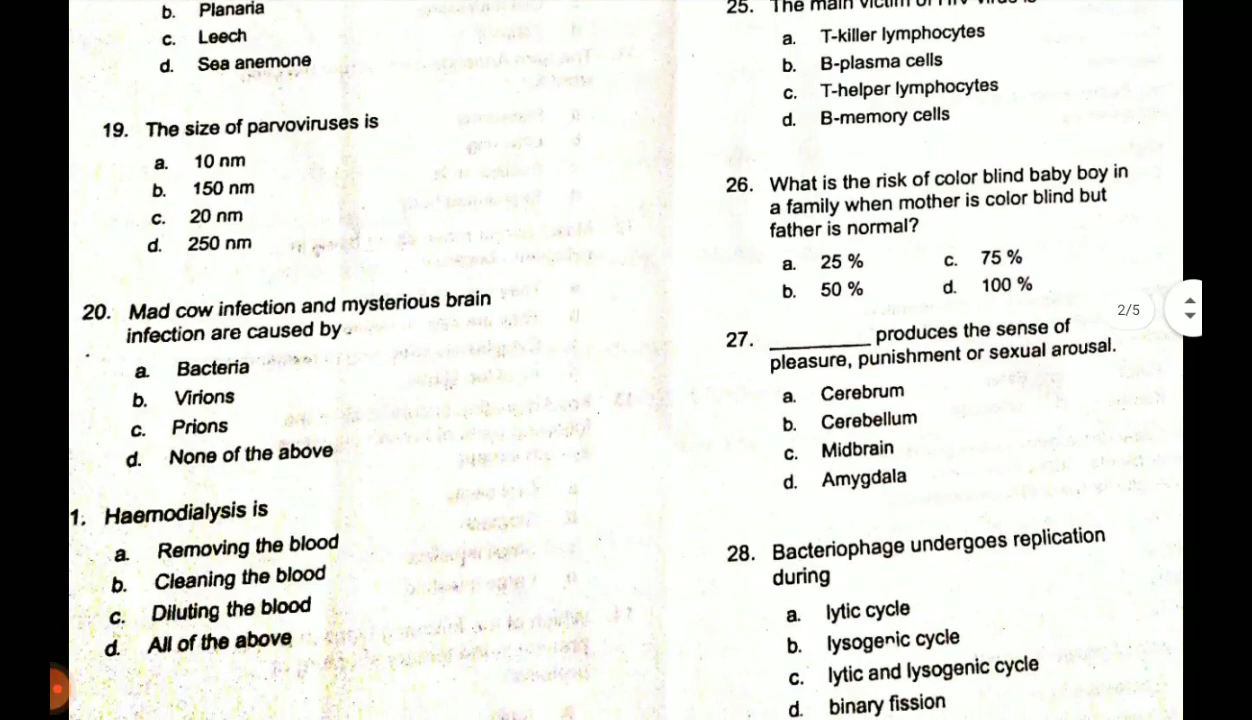 b. Planaria
c. Leech
d. Sea anemone
19. The size of parvoviruses is
a. 10 nm
b. 150 nm
c. 20 nm
d. 250 nm
20. Mad cow infection and mysterious brain
infection are caused by
a. Bacteria
b. Virions
c. Prions
d. None of the above
1. Haemodialysis is
a. Removing the blood
b. Cleaning the blood
c. Diluting the blood
d. All of the above
25. The main victim of HIV virus is
a. T-killer lymphocytes
b. B-plasma cells
c. T-helper lymphocytes
d. B-memory cells
26. What is the risk of color blind baby boy in
a family when mother is color blind but
father is normal?
a. 25 % c. 75 %
b. 50 % d. 100 %
2/5
27. __________ produces the sense of
pleasure, punishment or sexual arousal.
a. Cerebrum
b. Cerebellum
c. Midbrain
d. Amygdala
28. Bacteriophage undergoes replication
during
a. lytic cycle
b. lysogenic cycle
c. lytic and lysogenic cycle
d. binary fission